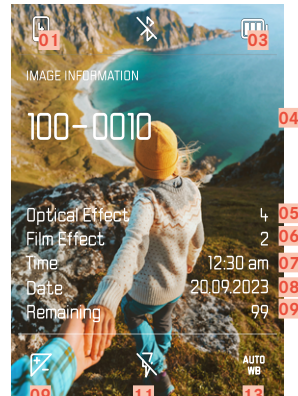 01
03
IMAGE INFORMATION
100-0010
04
Optical Effect 4 05
Film Effect 2 06
Time 12:30 am 07
Date 20.09.2023 08
Remaining 99 09
AUTO
WB
11